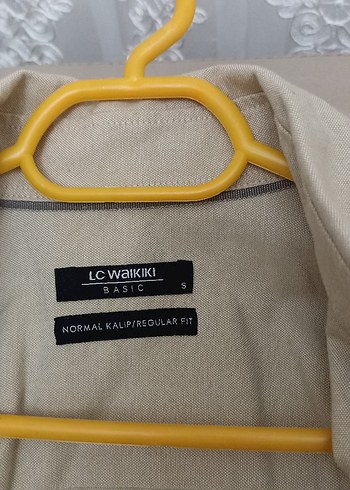 LC WAIKIKI
BASIC S
NORMAL KALIP/REGULAR FIT